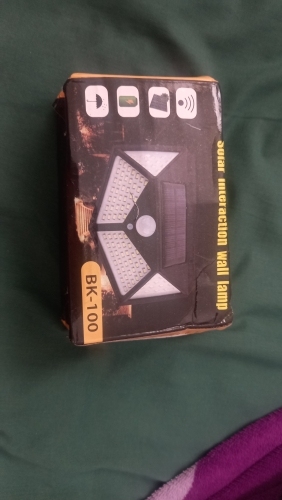 Solar interaction wall lamp
BK-100